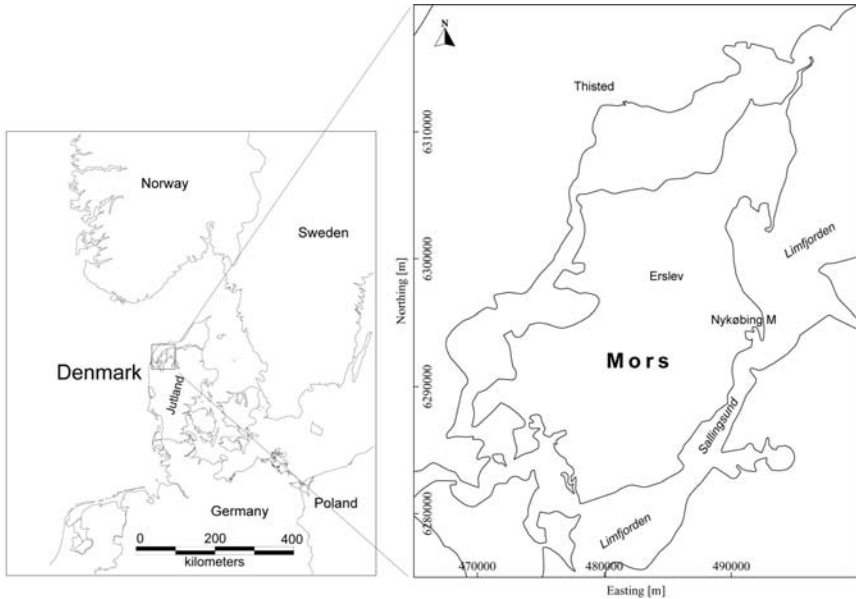 Norway
Sweden
Denmark
Jutland
Germany
Poland
0 200 400
kilometers
N
Thisted
Limfjorden
Erslev
Nykøbing M
Mors
Sallingsund
Limfjorden
Northing [m]
6310000
6300000
6290000
6280000
470000 480000 490000
Easting [m]